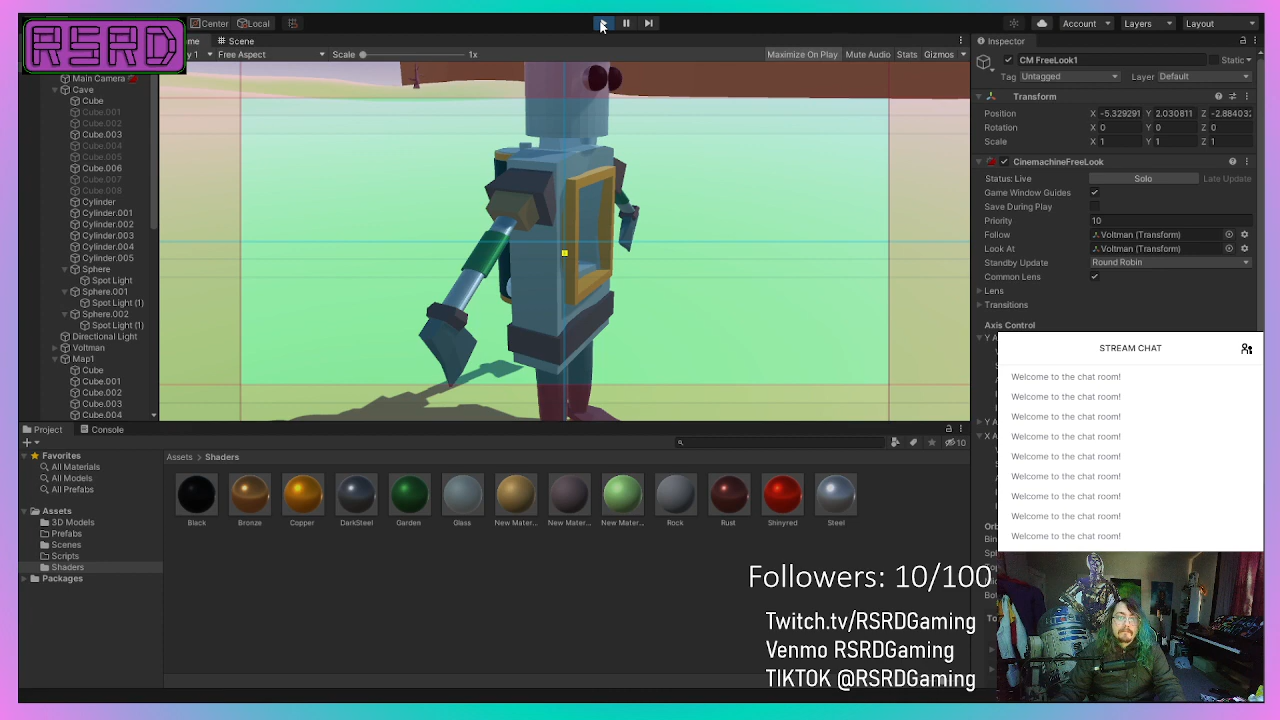 RSRD
Center
Local
Account
Layers
Layout
Scene
Free Aspect
Scale
1x
Maximize On Play
Mute Audio
Stats
Gizmos
Main Camera
Cave
Cube
Cube.001
Cube.002
Cube.003
Cube.004
Cube.005
Cube.006
Cube.007
Cube.008
Cylinder
Cylinder.001
Cylinder.002
Cylinder.003
Cylinder.004
Cylinder.005
Sphere
Spot Light
Sphere.001
Spot Light (1)
Sphere.002
Spot Light (1)
Directional Light
Voltman
Map1
Cube
Cube.001
Cube.002
Cube.003
Cube.004
Inspector
CM FreeLook1
Static
Tag Untagged
Layer Default
Transform
Position X -5.329291 Y 2.030811 Z -2.88403
Rotation X 0 Y 0 Z 0
Scale X 1 Y 1 Z 1
CinemachineFreeLook
Status: Live Solo Late Update
Game Window Guides
Save During Play
Priority 10
Follow Voltman (Transform)
Look At Voltman (Transform)
Standby Update Round Robin
Common Lens
Lens
Transitions
Axis Control
STREAM CHAT
Welcome to the chat room!
Welcome to the chat room!
Welcome to the chat room!
Welcome to the chat room!
Welcome to the chat room!
Welcome to the chat room!
Welcome to the chat room!
Welcome to the chat room!
Welcome to the chat room!
Project
Console
10
Favorites
All Materials
All Models
All Prefabs
Assets
3D Models
Prefabs
Scenes
Scripts
Shaders
Packages
Assets > Shaders
Black
Bronze
Copper
DarkSteel
Garden
Glass
New Mater...
New Mater...
New Mater...
Rock
Rust
Shinyred
Steel
Followers: 10/100
Twitch.tv/RSRDGaming
Venmo RSRDGaming
TIKTOK @RSRDGaming